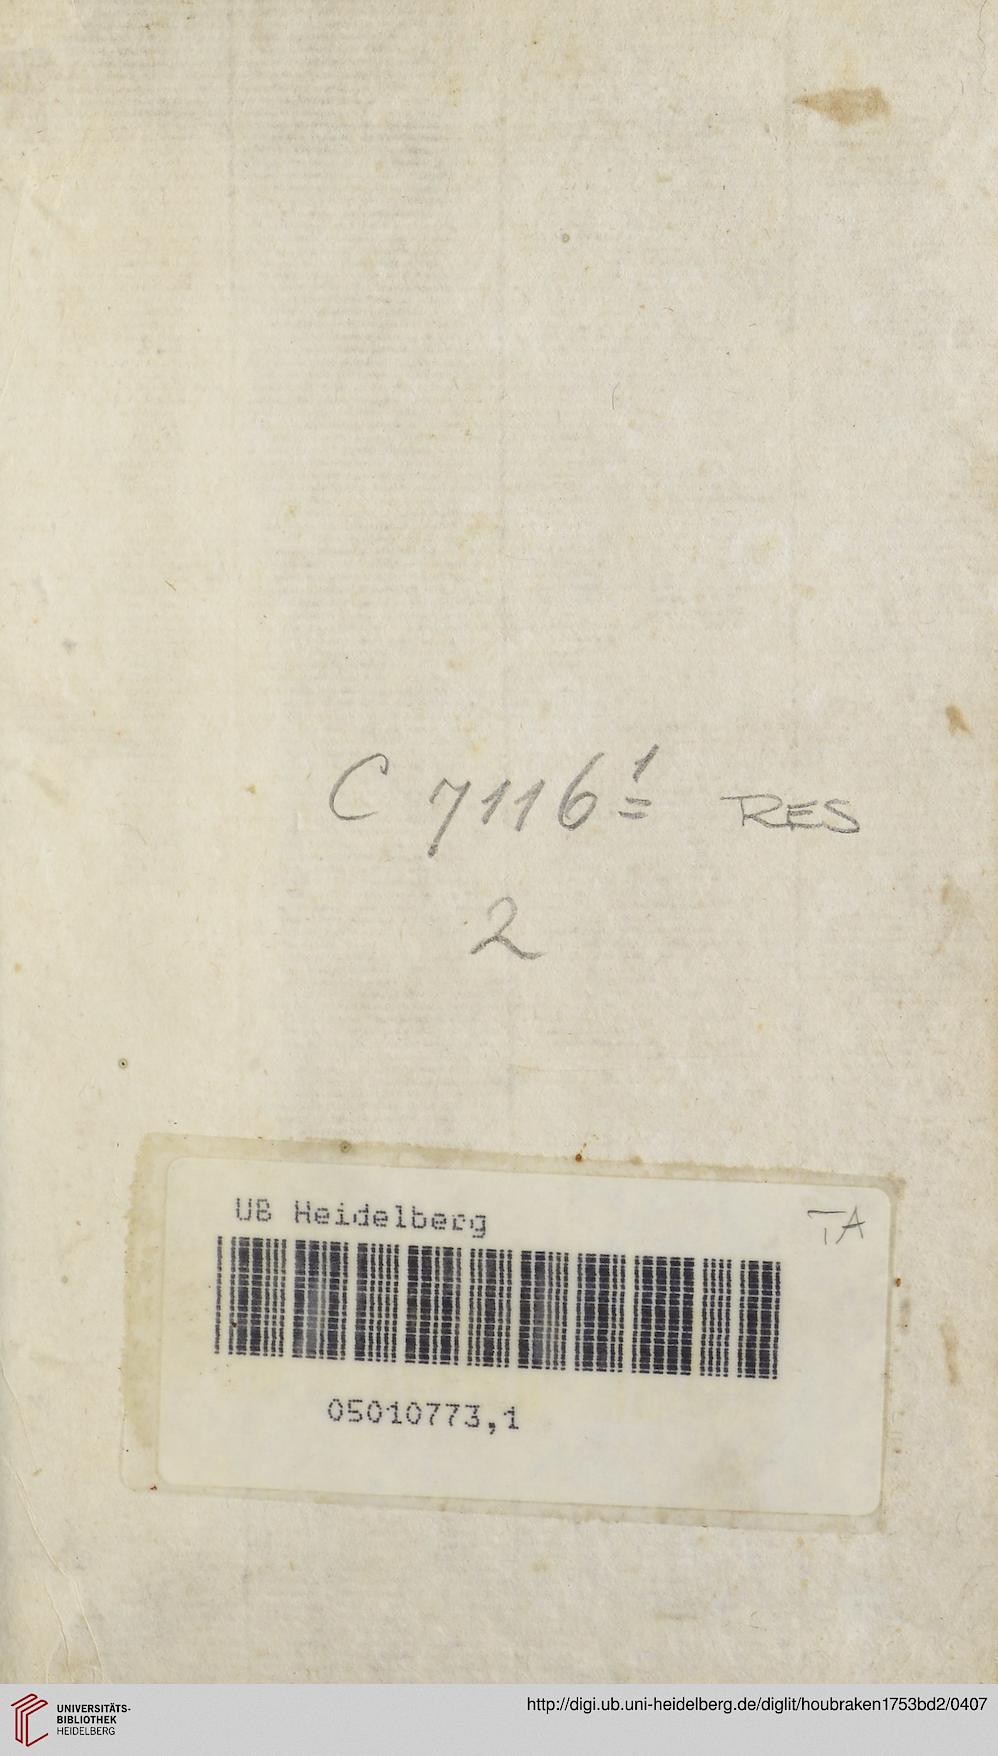 C 7116 1= RES
2
UB Heidelberg
TA
05010773,1
UNIVERSITÄTS-
BIBLIOTHEK
HEIDELBERG
http://digi.ub.uni-heidelberg.de/diglit/houbraken1753bd2/0407